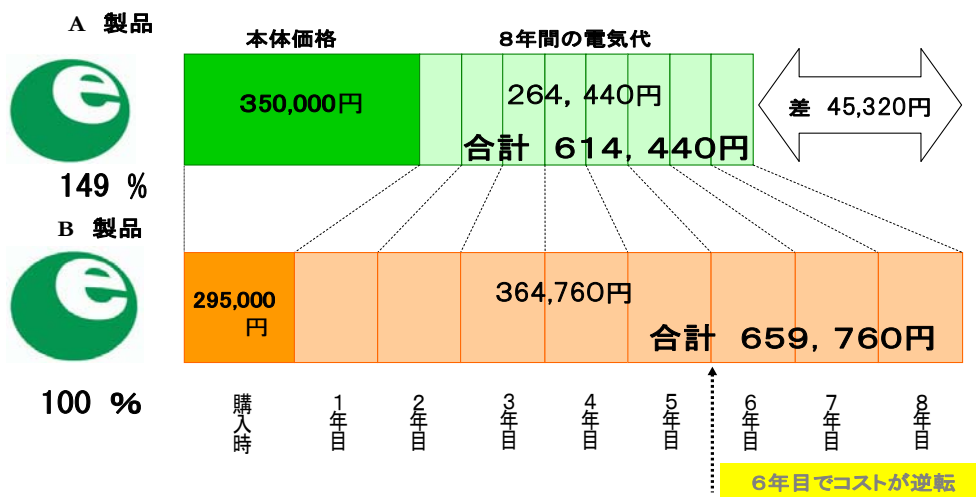 A 製品
本体価格
8年間の電気代
e
350,000円
264,440円
合計 614,440円
差 45,320円
149 %
B 製品
e
295,000
円
364,760円
合計 659,760円
100 %
購入時
1年目
2年目
3年目
4年目
5年目
6年目
7年目
8年目
6年目でコストが逆転